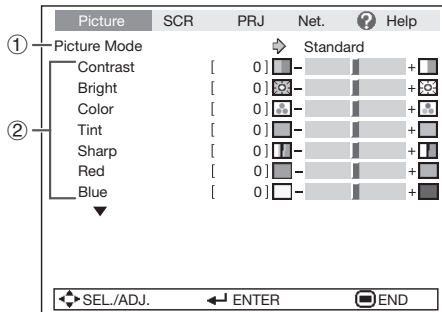 Picture SCR PRJ Net. ? Help
① Picture Mode Standard
Contrast [ 0 ] – +
② Bright [ 0 ] – +
Color [ 0 ] – +
Tint [ 0 ] – +
Sharp [ 0 ] – +
Red [ 0 ] – +
Blue [ 0 ] – +
SEL./ADJ. ENTER END